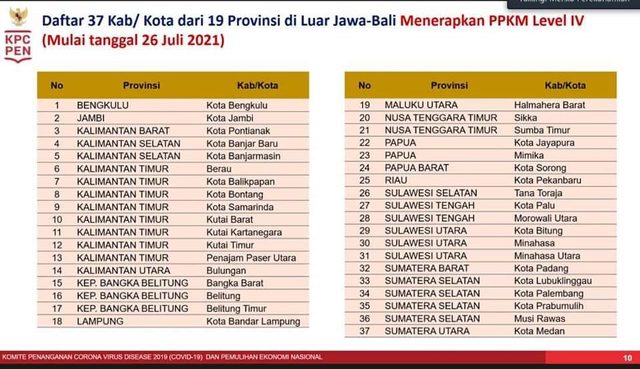 KPC
PEN
Daftar 37 Kab/ Kota dari 19 Provinsi di Luar Jawa-Bali Menerapkan PPKM Level IV
(Mulai tanggal 26 Juli 2021)
No Provinsi Kab/Kota
1 BENGKULU Kota Bengkulu
2 JAMBI Kota Jambi
3 KALIMANTAN BARAT Kota Pontianak
4 KALIMANTAN SELATAN Kota Banjar Baru
5 KALIMANTAN SELATAN Kota Banjarmasin
6 KALIMANTAN TIMUR Berau
7 KALIMANTAN TIMUR Kota Balikpapan
8 KALIMANTAN TIMUR Kota Bontang
9 KALIMANTAN TIMUR Kota Samarinda
10 KALIMANTAN TIMUR Kutai Barat
11 KALIMANTAN TIMUR Kutai Kartanegara
12 KALIMANTAN TIMUR Kutai Timur
13 KALIMANTAN TIMUR Penajam Paser Utara
14 KALIMANTAN UTARA Bulungan
15 KEP. BANGKA BELITUNG Bangka Barat
16 KEP. BANGKA BELITUNG Belitung
17 KEP. BANGKA BELITUNG Belitung Timur
18 LAMPUNG Kota Bandar Lampung
No Provinsi Kab/Kota
19 MALUKU UTARA Halmahera Barat
20 NUSA TENGGARA TIMUR Sikka
21 NUSA TENGGARA TIMUR Sumba Timur
22 PAPUA Kota Jayapura
23 PAPUA Mimika
24 PAPUA BARAT Kota Sorong
25 RIAU Kota Pekanbaru
26 SULAWESI SELATAN Tana Toraja
27 SULAWESI TENGAH Kota Palu
28 SULAWESI TENGAH Morowali Utara
29 SULAWESI UTARA Kota Bitung
30 SULAWESI UTARA Minahasa
31 SULAWESI UTARA Minahasa Utara
32 SUMATERA BARAT Kota Padang
33 SUMATERA SELATAN Kota Lubuklinggau
34 SUMATERA SELATAN Kota Palembang
35 SUMATERA SELATAN Kota Prabumulih
36 SUMATERA SELATAN Musi Rawas
37 SUMATERA UTARA Kota Medan
KOMITE PENANGANAN CORONA VIRUS DISEASE 2019 (COVID-19) DAN PEMULIHAN EKONOMI NASIONAL
10